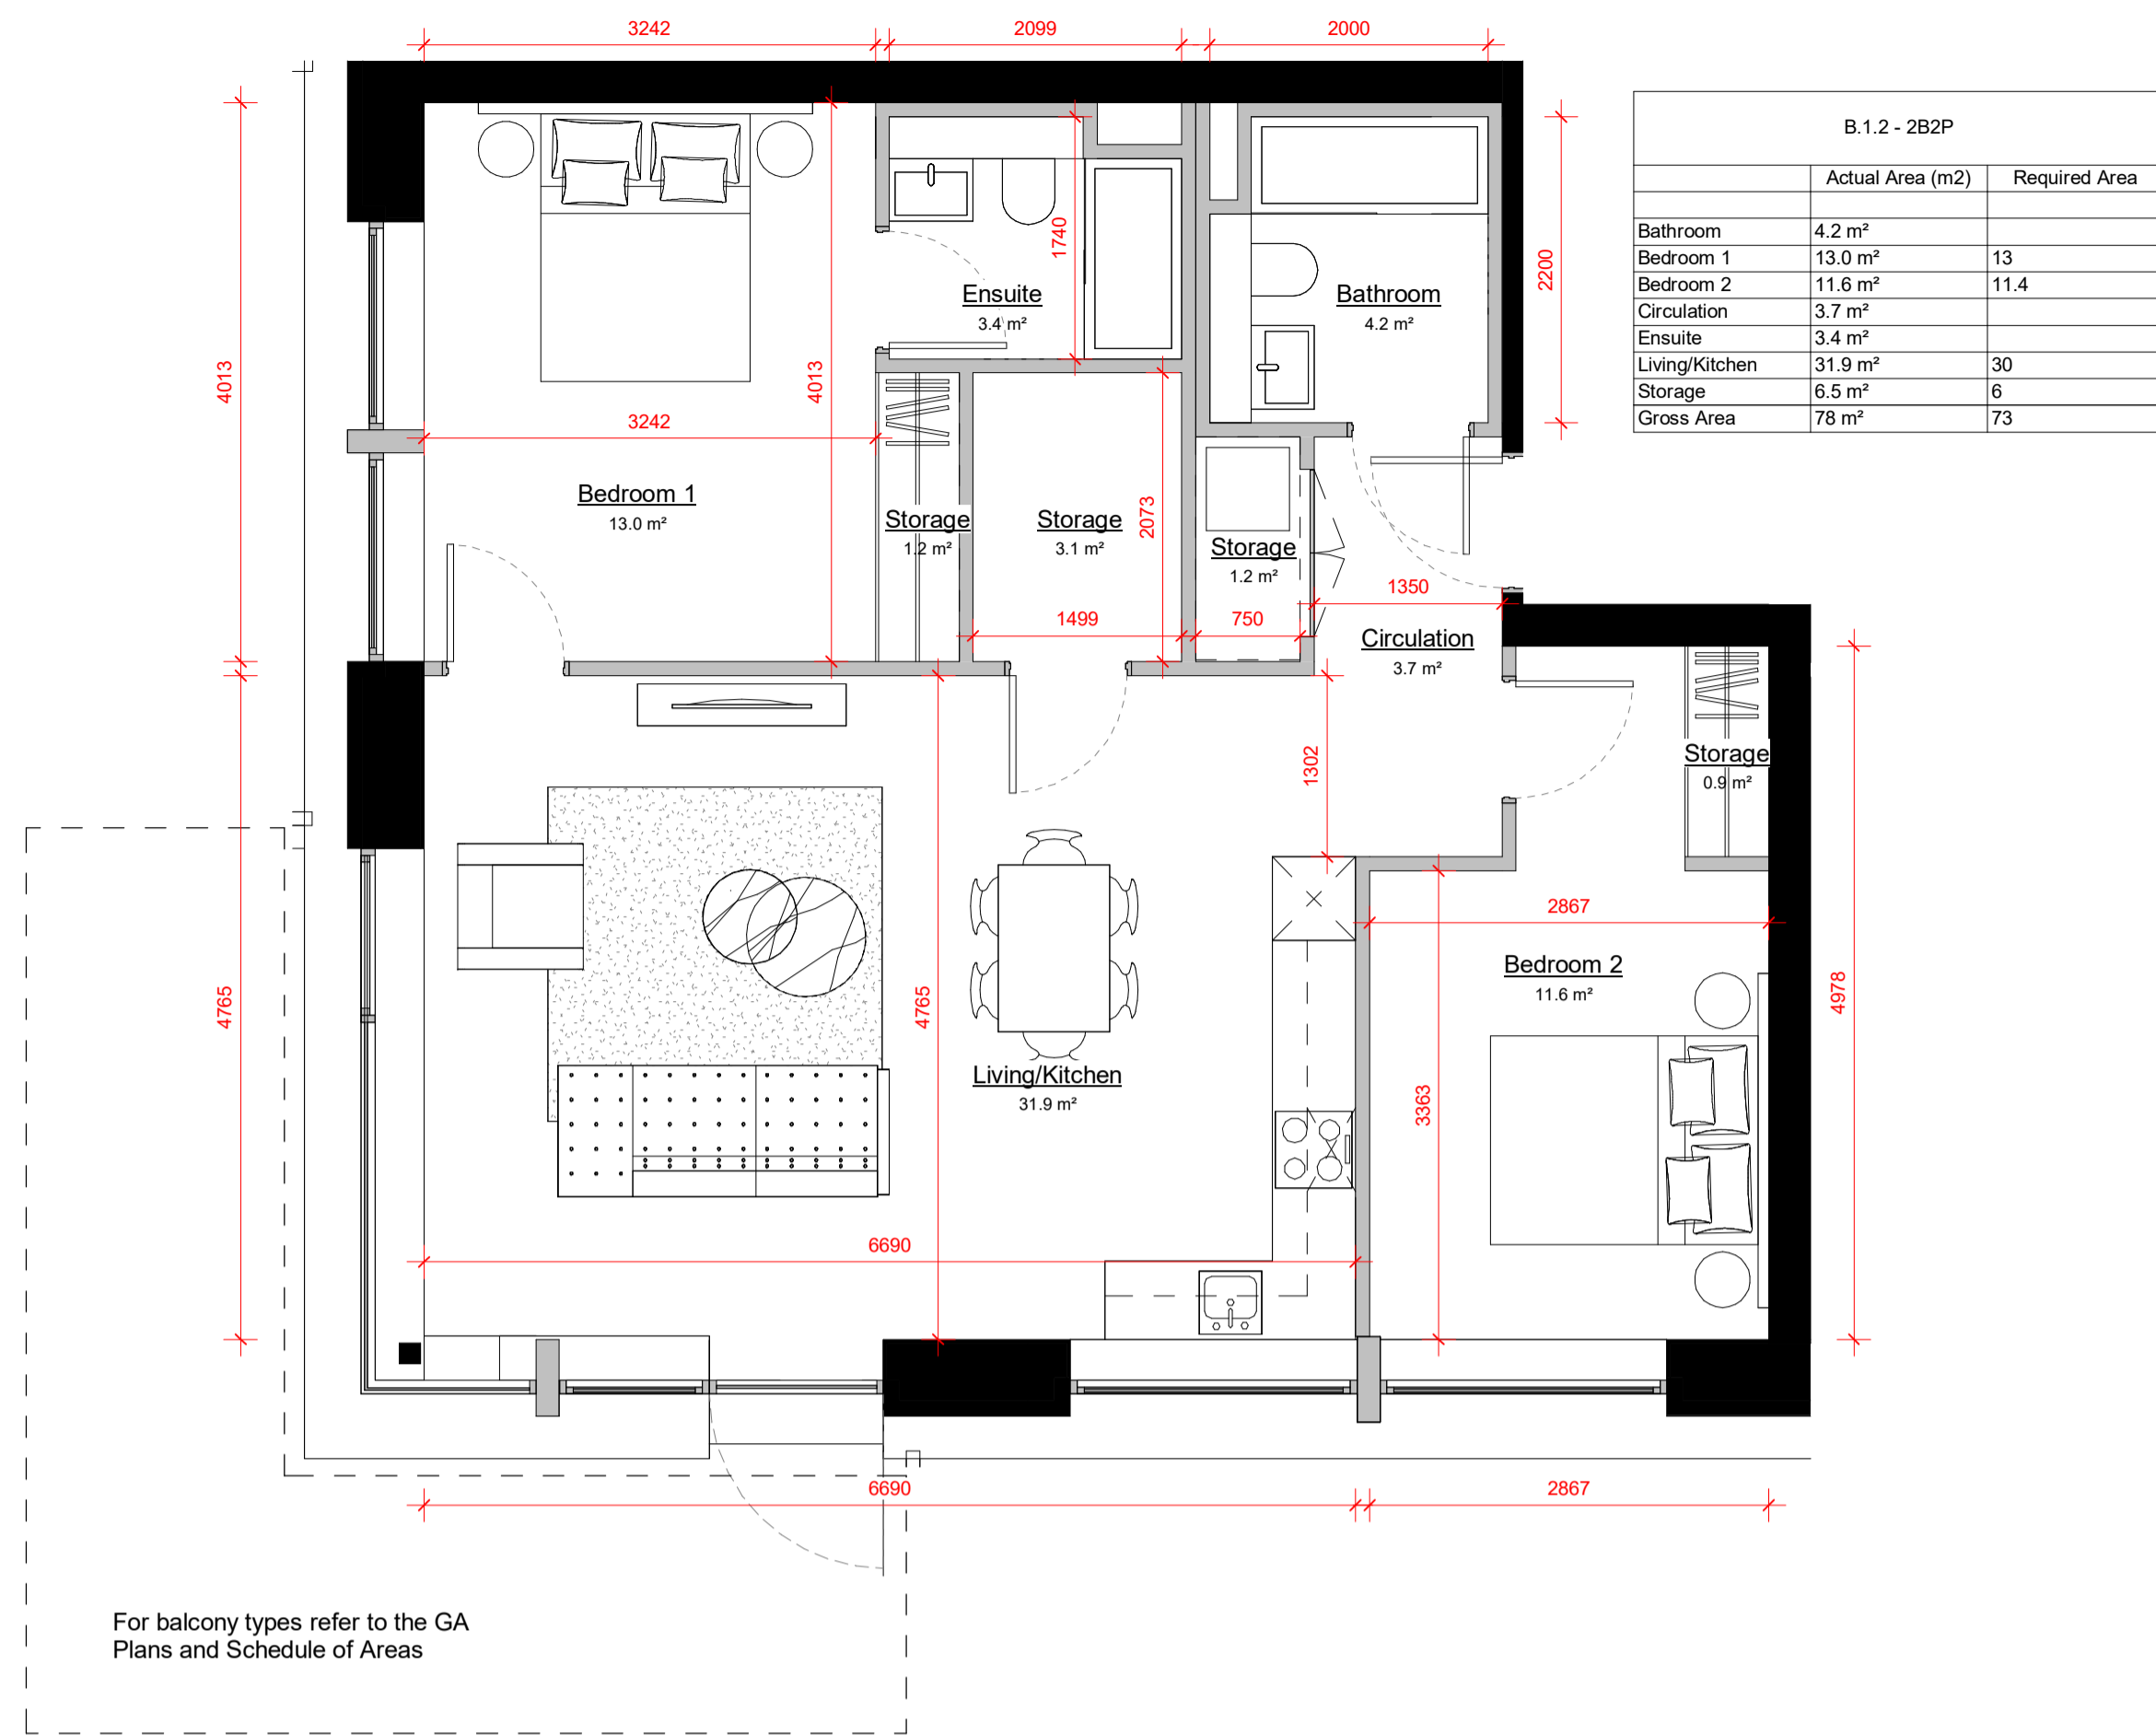 3242
2099
2000
B.1.2 - 2B2P
Actual Area (m2) Required Area
Bathroom 4.2 m²
Bedroom 1 13.0 m² 13
Bedroom 2 11.6 m² 11.4
Circulation 3.7 m²
Ensuite 3.4 m²
Living/Kitchen 31.9 m² 30
Storage 6.5 m² 6
Gross Area 78 m² 73
1740
2200
Ensuite
3.4 m²
Bathroom
4.2 m²
4013
4013
3242
Bedroom 1
13.0 m²
Storage
1.2 m²
Storage
3.1 m²
2073
Storage
1.2 m²
1350
1499
750
Circulation
3.7 m²
1302
Storage
0.9 m²
2867
4765
4765
Bedroom 2
11.6 m²
4978
Living/Kitchen
31.9 m²
3363
6690
6690
2867
For balcony types refer to the GA
Plans and Schedule of Areas